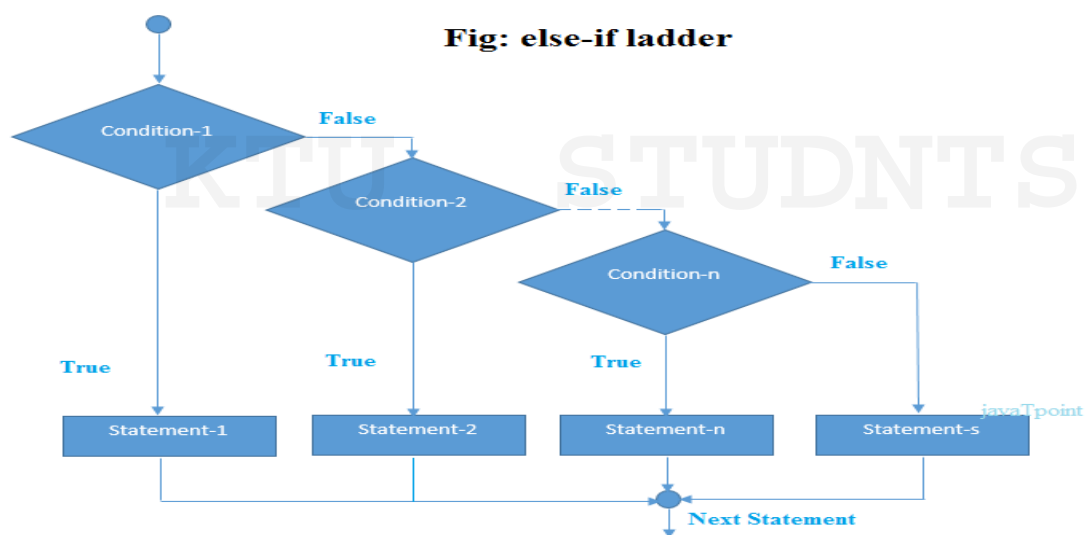 Fig: else-if ladder
Condition-1
False
KTU STUDNTS
Condition-2
False
Condition-n
False
True
True
True
javaTpoint
Statement-1
Statement-2
Statement-n
Statement-s
Next Statement